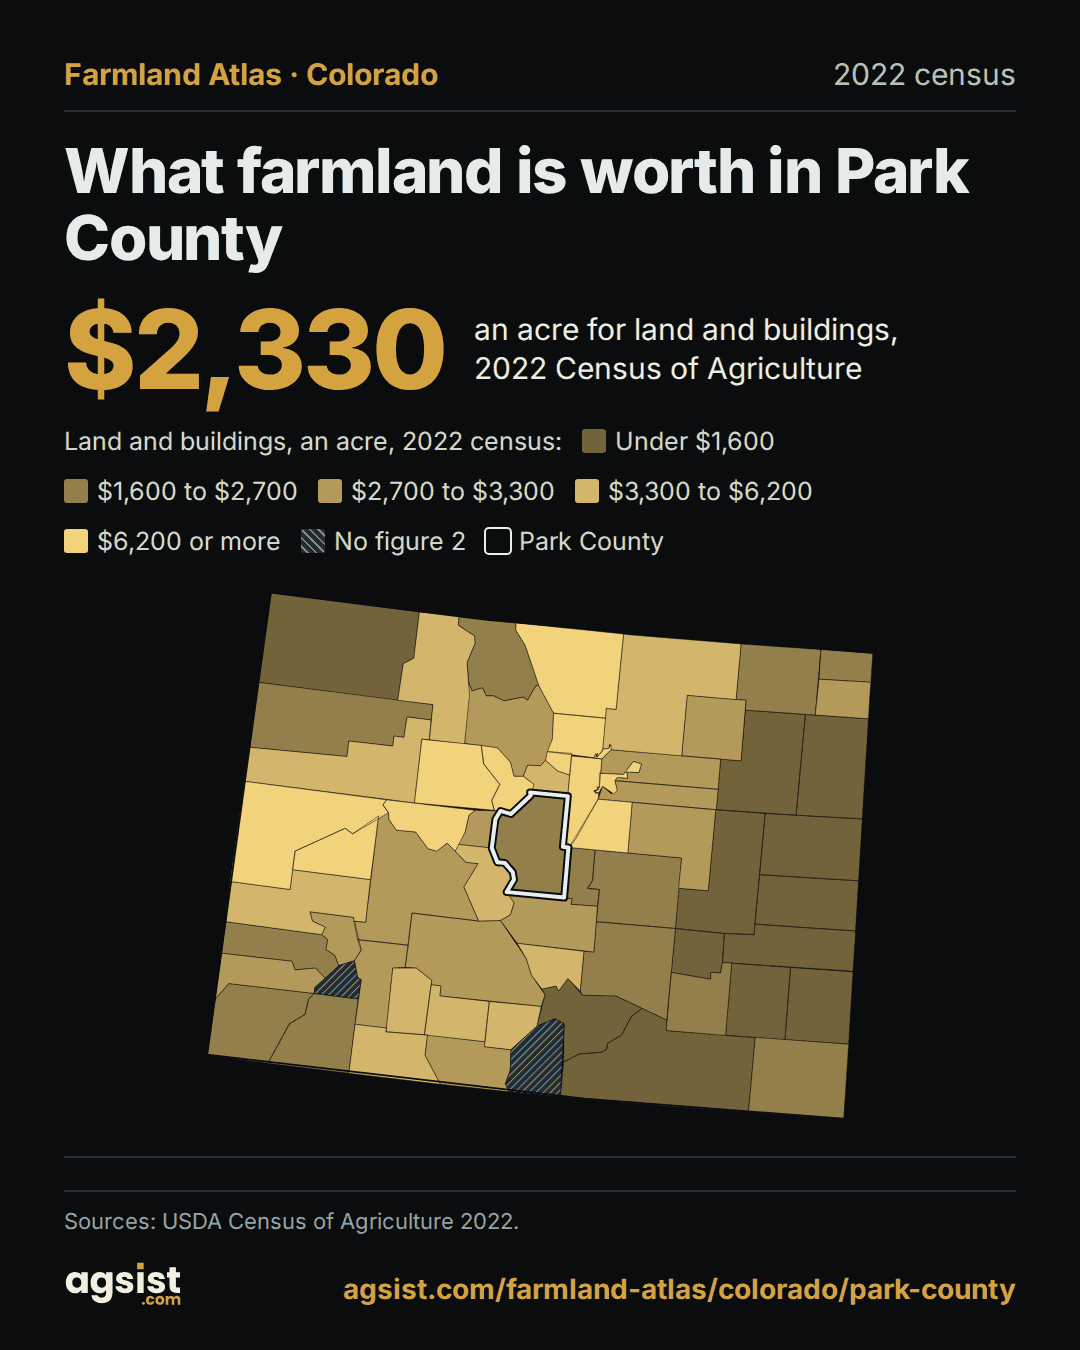 Farmland Atlas · Colorado
2022 census
What farmland is worth in Park
County
$2,330
an acre for land and buildings,
2022 Census of Agriculture
Land and buildings, an acre, 2022 census: Under $1,600
$1,600 to $2,700 $2,700 to $3,300 $3,300 to $6,200
$6,200 or more No figure 2 Park County
Sources: USDA Census of Agriculture 2022.
agsist
.com
agsist.com/farmland-atlas/colorado/park-county